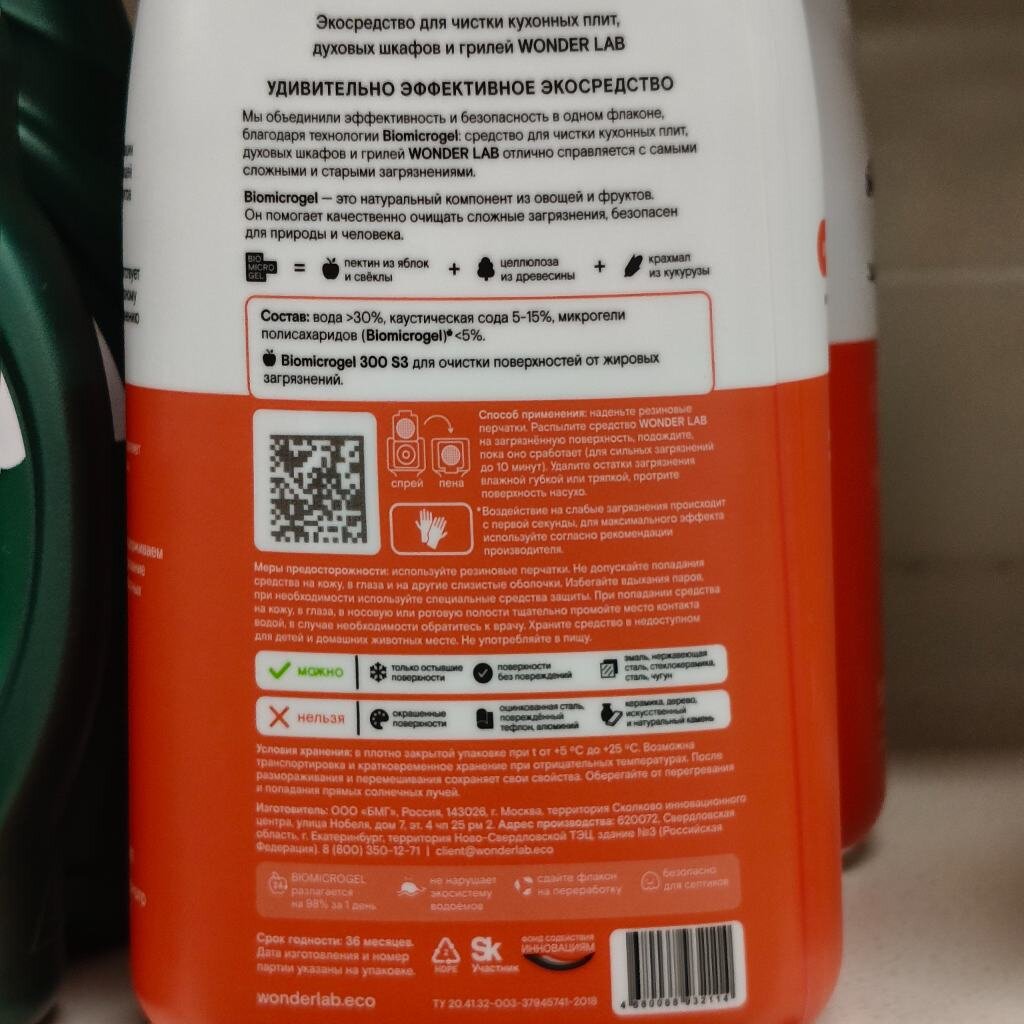 Экосредство для чистки кухонных плит,
духовых шкафов и грилей WONDER LAB
УДИВИТЕЛЬНО ЭФФЕКТИВНОЕ ЭКОСРЕДСТВО
Мы объединили эффективность и безопасность в одном флаконе,
благодаря технологии Biomicrogel: средство для чистки кухонных плит,
духовых шкафов и грилей WONDER LAB отлично справляется с самыми
сложными и старыми загрязнениями.
Biomicrogel — это натуральный компонент из овощей и фруктов.
Он помогает качественно очищать сложные загрязнения, безопасен
для природы и человека.
BIO
MICRO
GEL
=
пектин из яблок
и свёклы
+
целлюлоза
из древесины
+
крахмал
из кукурузы
Состав: вода >30%, каустическая сода 5-15%, микрогели
полисахаридов (Biomicrogel)® <5%.
Biomicrogel 300 S3 для очистки поверхностей от жировых
загрязнений.
спрей
пена
Способ применения: наденьте резиновые
перчатки. Распылите средство WONDER LAB
на загрязнённую поверхность, подождите,
пока оно сработает (для сильных загрязнений
до 10 минут). Удалите остатки загрязнения
влажной губкой или тряпкой, протрите
поверхность насухо.
*Воздействие на слабые загрязнения происходит
с первой секунды, для максимального эффекта
используйте согласно рекомендации
производителя.
Меры предосторожности: используйте резиновые перчатки. Не допускайте попадания
средства на кожу, в глаза и на другие слизистые оболочки. Избегайте вдыхания паров,
при необходимости используйте специальные средства защиты. При попадании средства
на кожу, в глаза, в носовую или ротовую полости тщательно промойте место контакта
водой, в случае необходимости обратитесь к врачу. Храните средство в недоступном
для детей и домашних животных месте. Не употребляйте в пищу.
можно
только остывшие
поверхности
поверхности
без повреждений
эмаль, нержавеющая
сталь, стеклокерамика,
сталь, чугун
нельзя
окрашенные
поверхности
оцинкованная сталь,
повреждённый
тефлон, алюминий
керамика, дерево,
искусственный
и натуральный камень
Условия хранения: в плотно закрытой упаковке при t от +5 °C до +25 °C. Возможна
транспортировка и кратковременное хранение при отрицательных температурах. После
размораживания и перемешивания сохраняет свои свойства. Оберегайте от перегревания
и попадания прямых солнечных лучей.
Изготовитель: ООО «БМГ», Россия, 143026, г. Москва, территория Сколково инновационного
центра, улица Нобеля, дом 7, эт. 4 чп 25 рм 2. Адрес производства: 620072, Свердловская
область, г. Екатеринбург, территория Ново-Свердловской ТЭЦ, здание №3 (Российская
Федерация). 8 (800) 350-12-71 | client@wonderlab.eco
24
BIOMICROGEL
разлагается
на 98% за 1 день
не нарушает
экосистему
водоёмов
сдайте флакон
на переработку
безопасно
для септиков
Срок годности: 36 месяцев.
Дата изготовления и номер
партии указаны на упаковке.
2
HDPE
Sk
Участник
ФОНД СОДЕЙСТВИЯ
ИННОВАЦИЯМ
wonderlab.eco
ТУ 20.41.32-003-37945741-2018
4 680088 932114